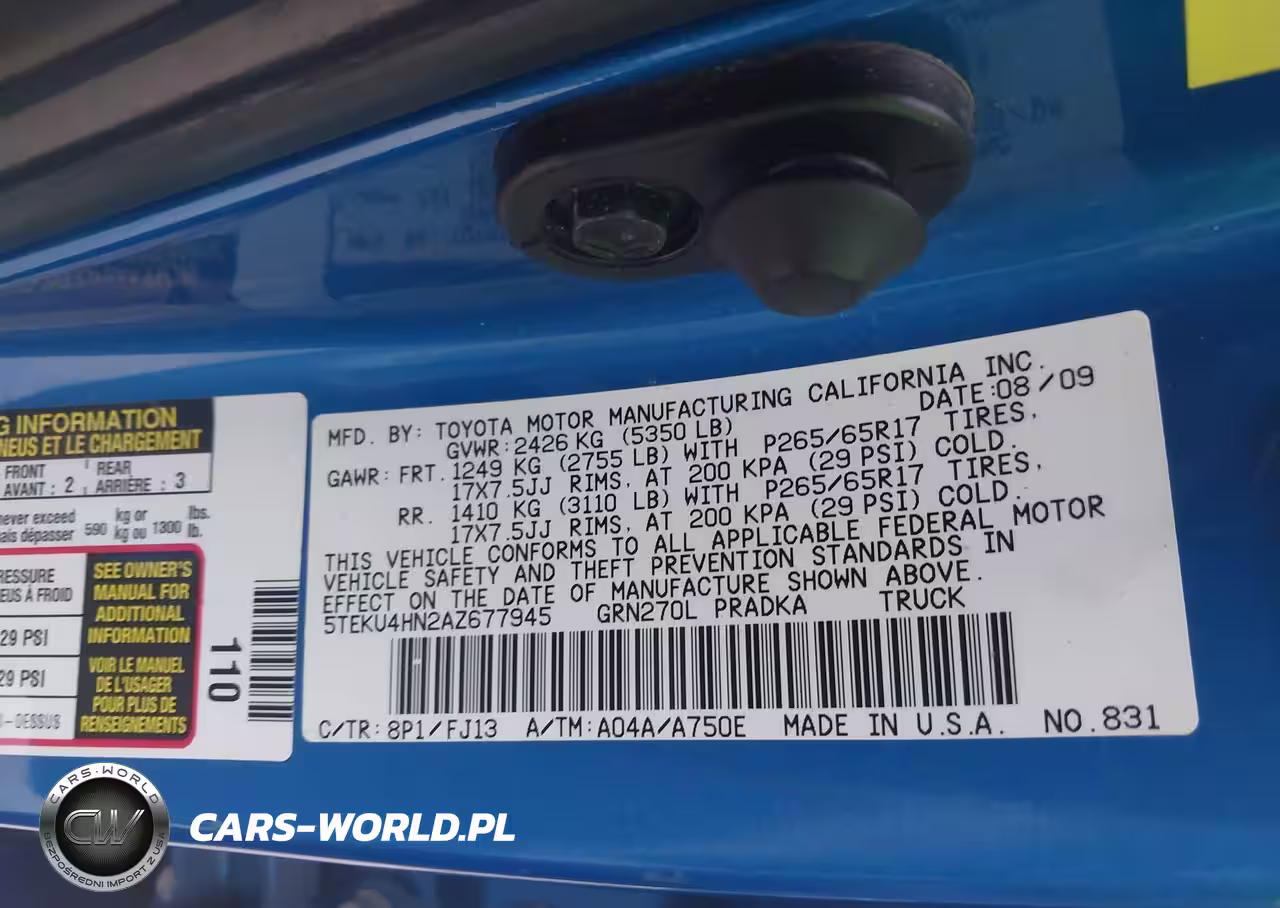 MFD. BY: TOYOTA MOTOR MANUFACTURING CALIFORNIA INC.
GVWR: 2426 KG (5350 LB) DATE: 08/09
GAWR: FRT. 1249 KG (2755 LB) WITH P265/65R17 TIRES,
17X7.5JJ RIMS, AT 200 KPA (29 PSI) COLD.
RR. 1410 KG (3110 LB) WITH P265/65R17 TIRES,
17X7.5JJ RIMS, AT 200 KPA (29 PSI) COLD.
THIS VEHICLE CONFORMS TO ALL APPLICABLE FEDERAL MOTOR
VEHICLE SAFETY AND THEFT PREVENTION STANDARDS IN
EFFECT ON THE DATE OF MANUFACTURE SHOWN ABOVE.
5TEKU4HN2AZ677945 GRN270L PRADKA TRUCK
C/TR: 8P1/FJ13 A/TM: A04A/A750E MADE IN U.S.A. NO.831
G INFORMATION
NEUS ET LE CHARGEMENT
FRONT REAR
AVANT : 2 ARRIÈRE : 3
never exceed 590 kg or 1300 lbs.
ais dépasser kg ou lb.
RESSURE
EUS À FROID
29 PSI
29 PSI
-DESSUS
SEE OWNER'S
MANUAL FOR
ADDITIONAL
INFORMATION
VOIR LE MANUEL
DE L'USAGER
POUR PLUS DE
RENSEIGNEMENTS
110
CARS-WORLD
CW
BEZPOŚREDNI IMPORT Z USA
CARS-WORLD.PL